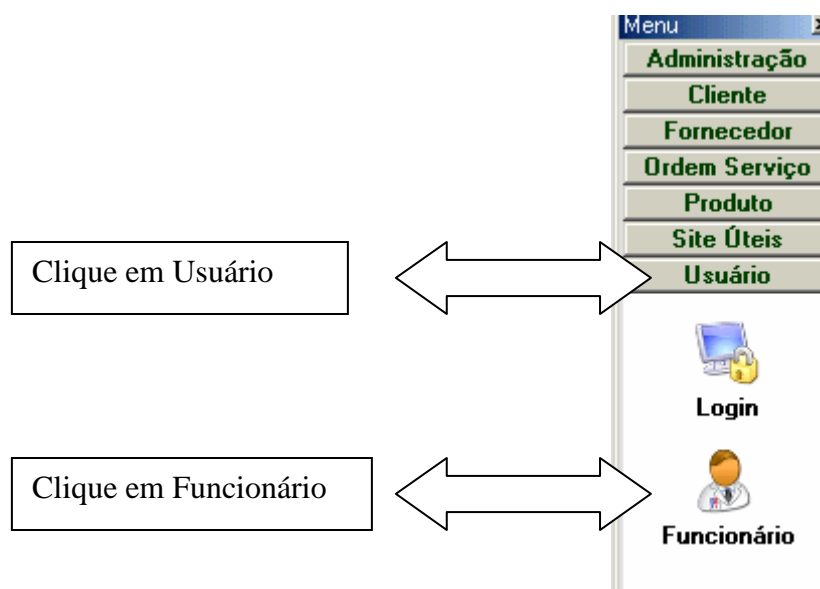 Menu
Administração
Cliente
Fornecedor
Ordem Serviço
Produto
Site Úteis
Clique em Usuário
Usuário
Login
Clique em Funcionário
Funcionário